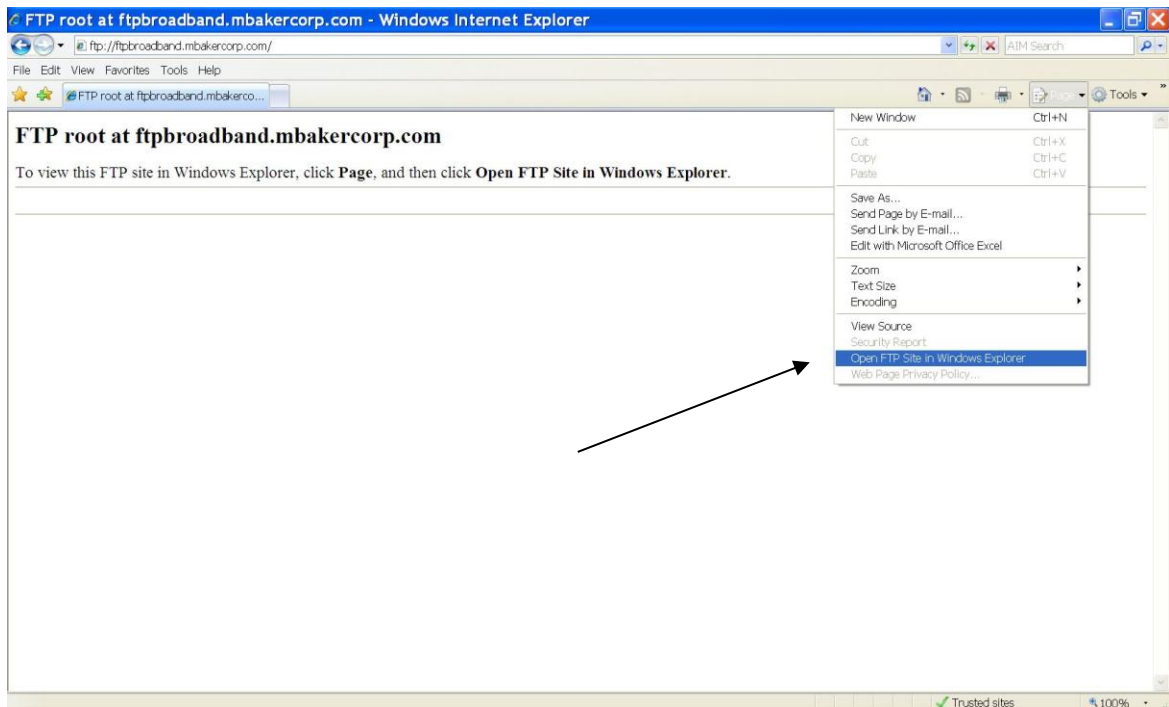 FTP root at ftpbroadband.mbakercorp.com - Windows Internet Explorer
ftp://ftpbroadband.mbakercorp.com/
AIM Search
File Edit View Favorites Tools Help
FTP root at ftpbroadband.mbakerco...
Page
Tools
FTP root at ftpbroadband.mbakercorp.com
To view this FTP site in Windows Explorer, click Page, and then click Open FTP Site in Windows Explorer.
New Window Ctrl+N
Cut Ctrl+X
Copy Ctrl+C
Paste Ctrl+V
Save As...
Send Page by E-mail...
Send Link by E-mail...
Edit with Microsoft Office Excel
Zoom
Text Size
Encoding
View Source
Security Report
Open FTP Site in Windows Explorer
Web Page Privacy Policy...
Trusted sites
100%